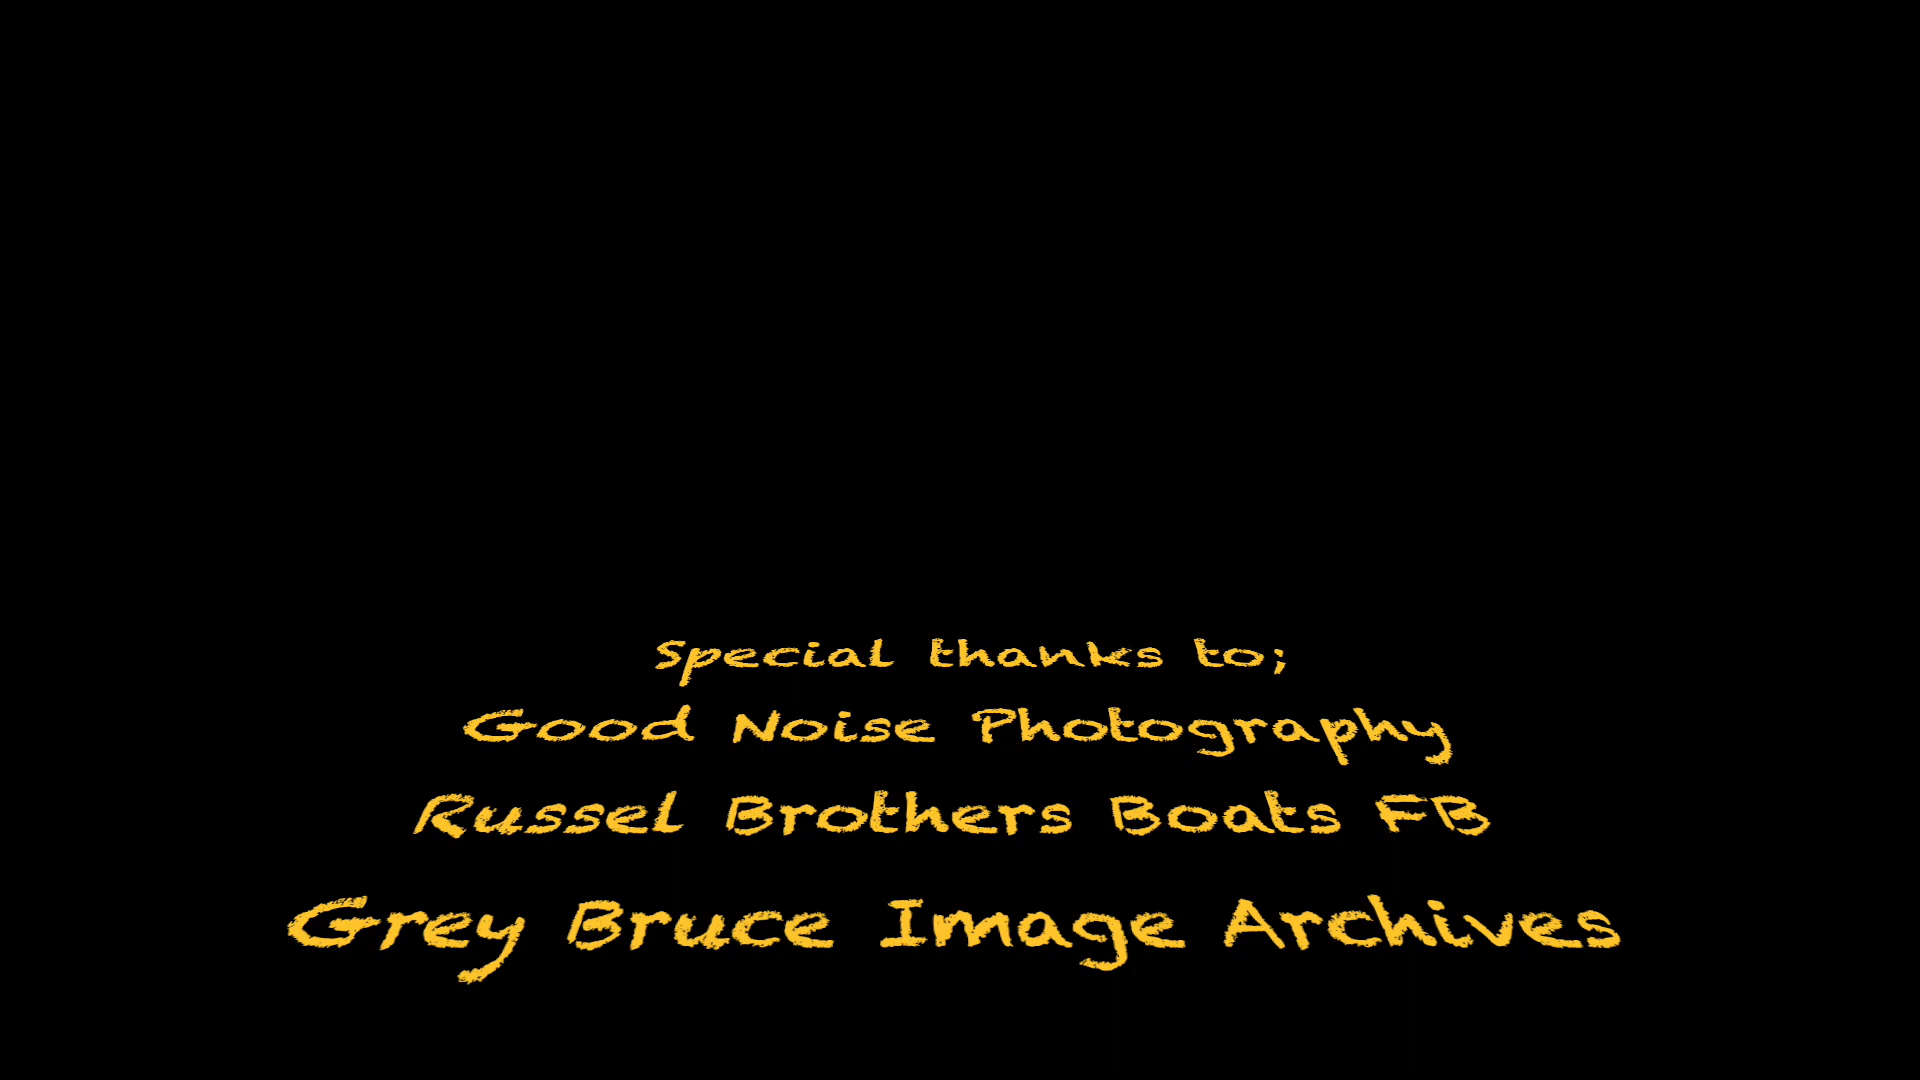 Special thanks to;
Good Noise Photography
Russel Brothers Boats FB
Grey Bruce Image Archives